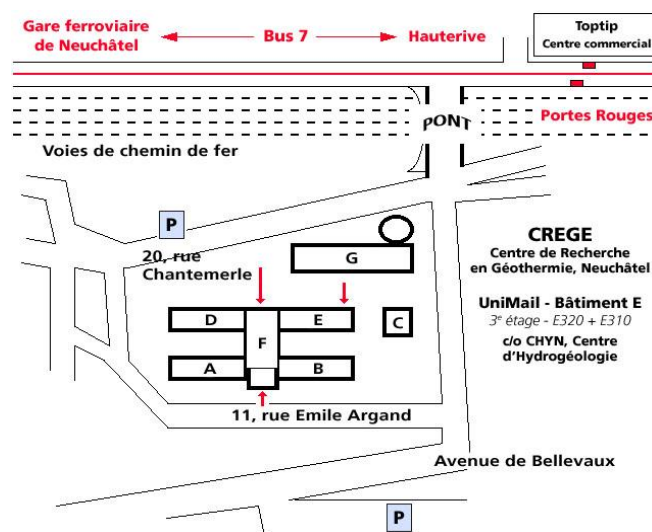 Gare ferroviaire
de Neuchâtel
Bus 7
Hauterive
Toptip
Centre commercial
PONT
Portes Rouges
Voies de chemin de fer
P
20, rue
Chantemerle
G
CREGE
Centre de Recherche
en Géothermie, Neuchâtel
UniMail - Bâtiment E
3e étage - E320 + E310
c/o CHYN, Centre
d'Hydrogéologie
D
E
C
F
A
B
11, rue Emile Argand
Avenue de Bellevaux
P